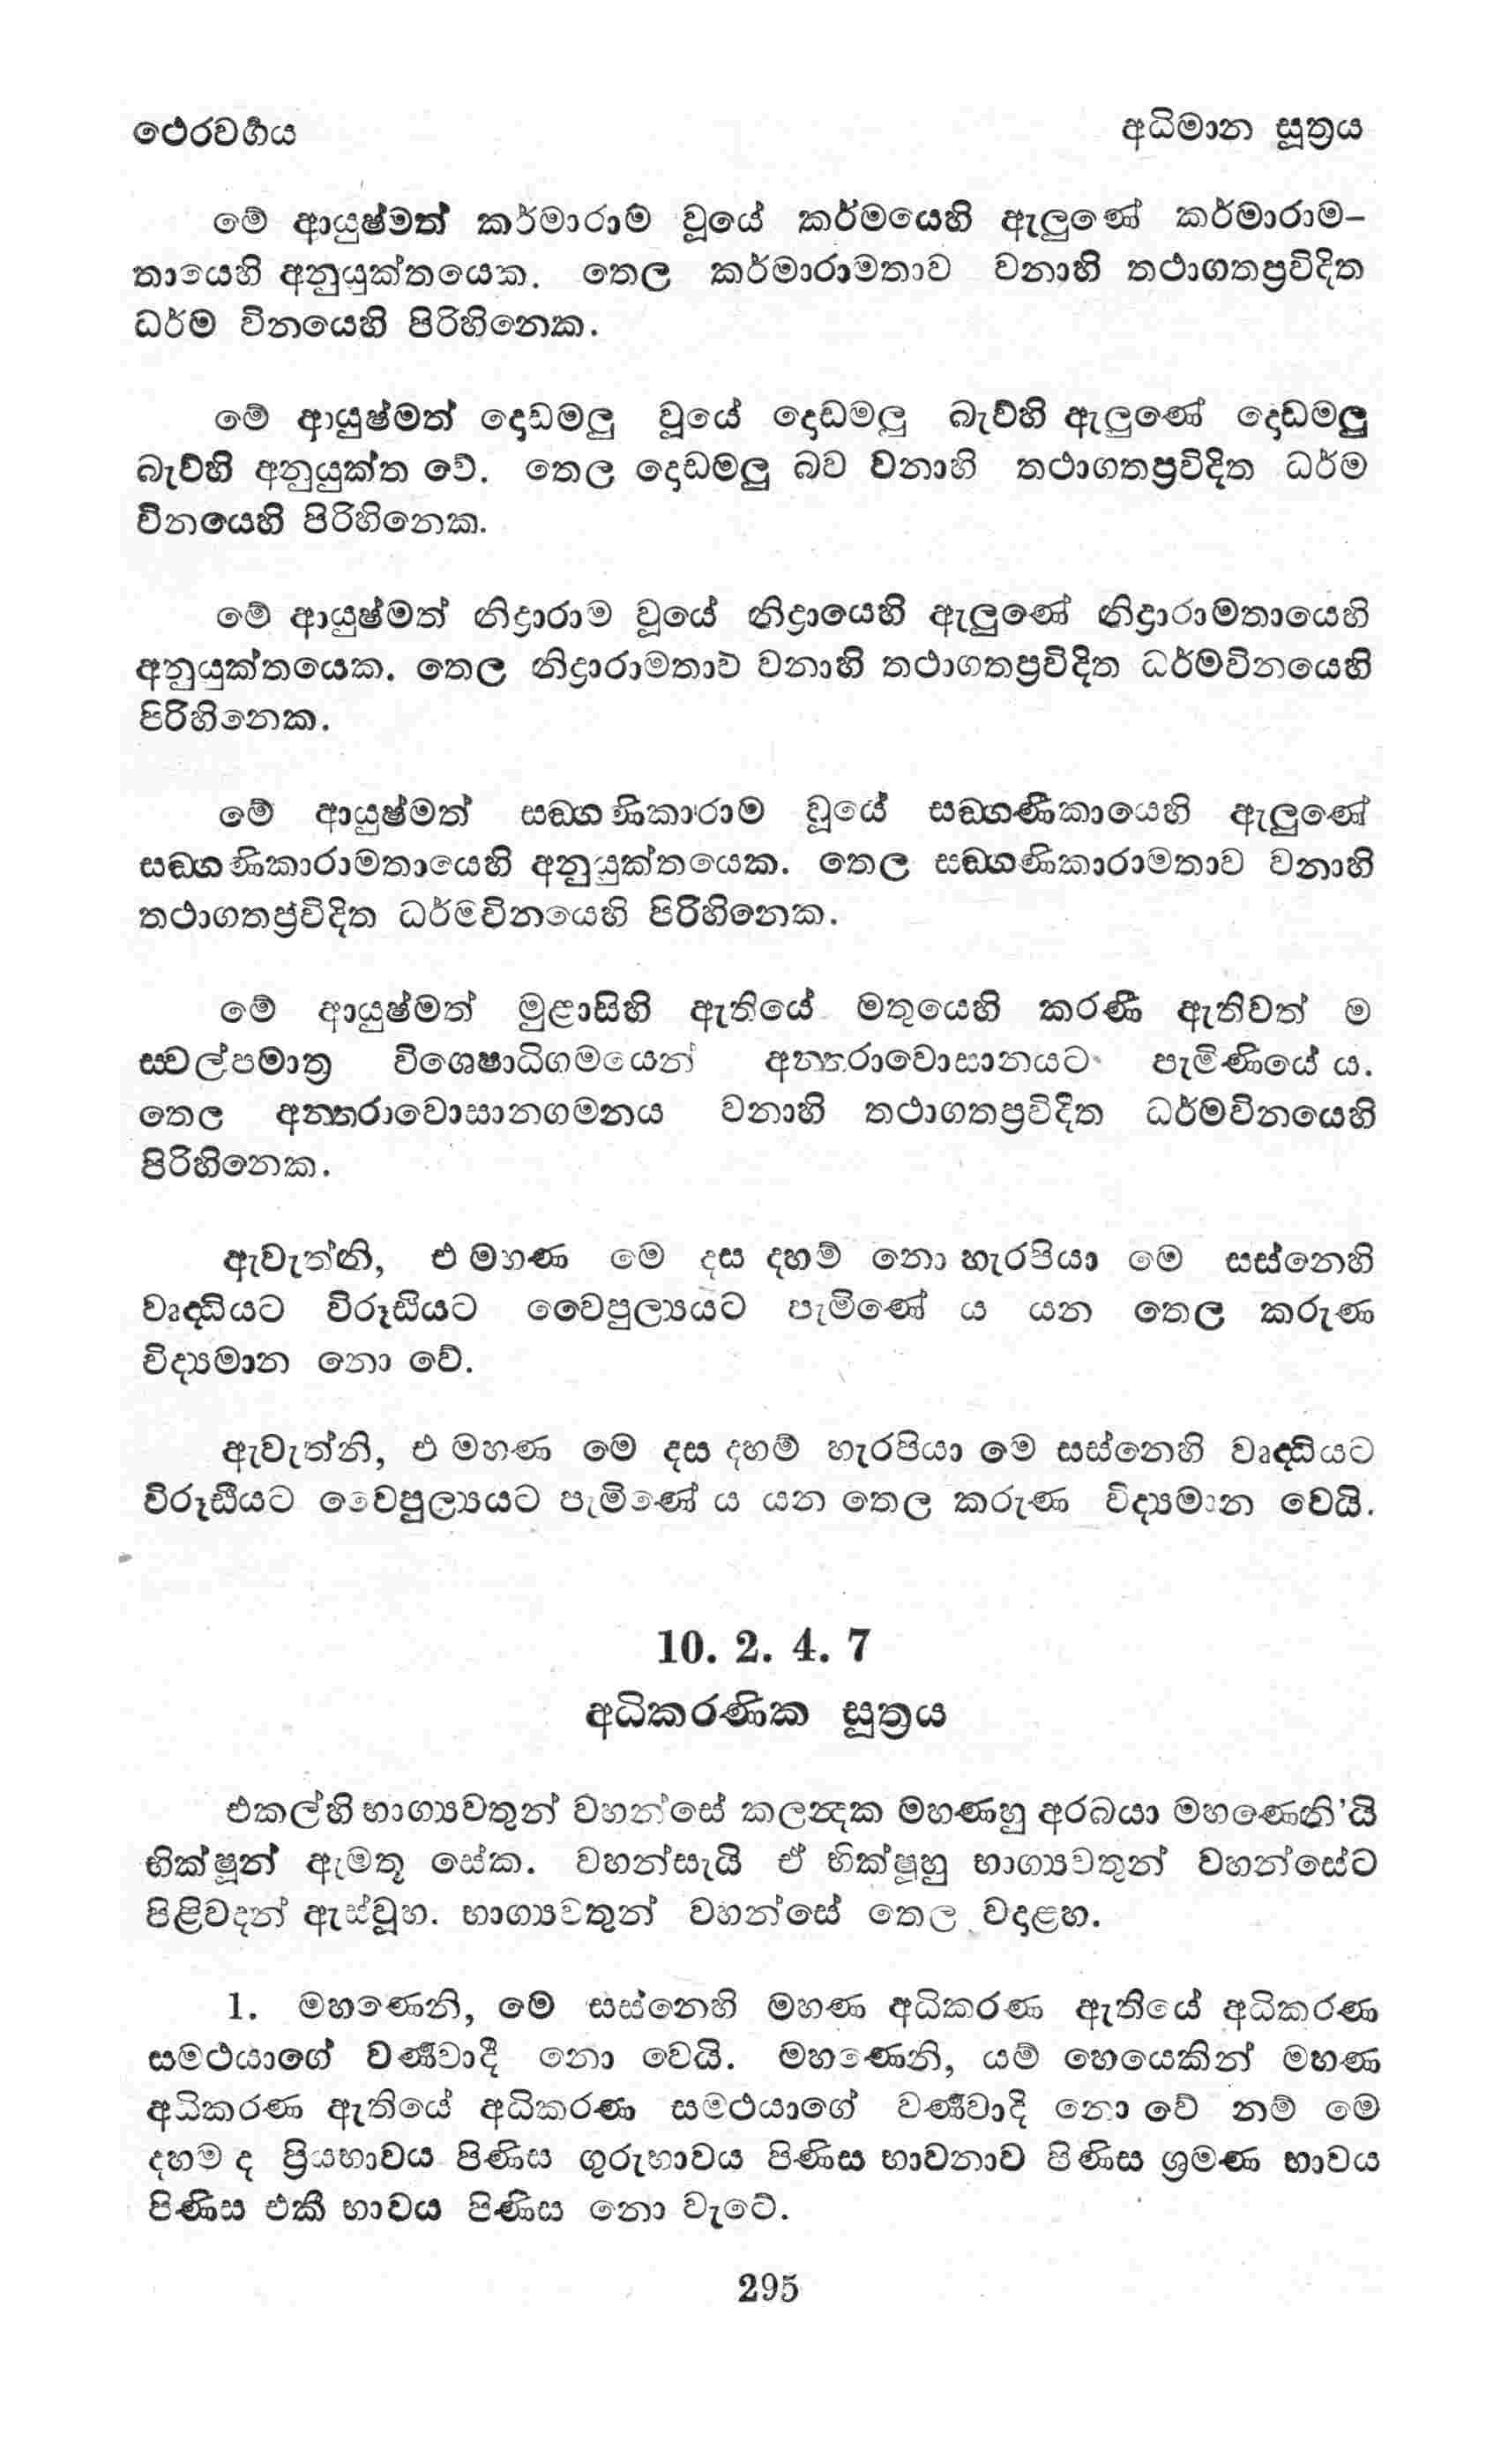 ථෙරවර්‍ගය
අධිමාන සූත්‍රය
මේ ආයුෂ්මත් කර්මාරාම වූයේ කර්මයෙහි ඇලුණේ කර්මාරාම-
තායෙහි අනුයුක්තයෙක. තෙල කර්මාරාමතාව වනාහි තථාගතප්‍රවිදිත
ධර්ම විනයෙහි පිරිහිනෙක.
මේ ආයුෂ්මත් දොඩමලු වූයේ දොඩමලු බැව්හි ඇලුණේ දොඩමලු
බැව්හි අනුයුක්ත වේ. තෙල දොඩමලු බව වනාහි තථාගතප්‍රවිදිත ධර්ම
විනයෙහි පිරිහිනෙක.
මේ ආයුෂ්මත් නිද්‍රාරාම වූයේ නිද්‍රායෙහි ඇලුණේ නිද්‍රාරාමතායෙහි
අනුයුක්තයෙක. තෙල නිද්‍රාරාමතාව වනාහි තථාගතප්‍රවිදිත ධර්මවිනයෙහි
පිරිහිනෙක.
මේ ආයුෂ්මත් සඞ්ගණිකාරාම වූයේ සඞ්ගණිකායෙහි ඇලුණේ
සඞ්ගණිකාරාමතායෙහි අනුයුක්තයෙක. තෙල සඞ්ගණිකාරාමතාව වනාහි
තථාගතප්‍රවිදිත ධර්මවිනයෙහි පිරිහිනෙක.
මේ ආයුෂ්මත් මුළාසිහි ඇතියේ මතුයෙහි කරණී ඇතිවත් ම
ස්වල්පමාත්‍ර විශෙෂාධිගමයෙන් අන්තරාවොසානයට පැමිණියේ ය.
තෙල අන්තරාවොසානගමනය වනාහි තථාගතප්‍රවිදිත ධර්මවිනයෙහි
පිරිහිනෙක.
ඇවැත්නි, එ මහණ මෙ දස දහම් නො හැරපියා මෙ සස්නෙහි
වෘද්ධියට විරූඪියට වෛපුල්‍යයට පැමිණේ ය යන තෙල කරුණ
විද්‍යමාන නො වේ.
ඇවැත්නි, එ මහණ මෙ දස දහම් හැරපියා මෙ සස්නෙහි වෘද්ධියට
විරූඪීයට වෛපුල්‍යයට පැමිණේ ය යන තෙල කරුණ විද්‍යමාන වෙයි.
10. 2. 4. 7
අධිකරණික සූත්‍රය
එකල්හි භාග්‍යවතුන් වහන්සේ කලන්‍දක මහණහු අරබයා මහණෙනි'යි
භික්ෂූන් ඇමතූ සේක. වහන්සැයි ඒ භික්ෂූහු භාග්‍යවතුන් වහන්සේට
පිළිවදන් ඇස්වූහ. භාග්‍යවතුන් වහන්සේ තෙල වදාළහ.
1. මහණෙනි, මෙ සස්නෙහි මහණ අධිකරණ ඇතියේ අධිකරණ
සමථයාගේ වර්‍ණවාදී නො වෙයි. මහණෙනි, යම් හෙයෙකින් මහණ
අධිකරණ ඇතියේ අධිකරණ සමථයාගේ වර්‍ණවාදි නො වේ නම් මෙ
දහම ද ප්‍රියභාවය පිණිස ගුරුභාවය පිණිස භාවනාව පිණිස ශ්‍රමණ භාවය
පිණිස එකී භාවය පිණිස නො වැටේ.
295